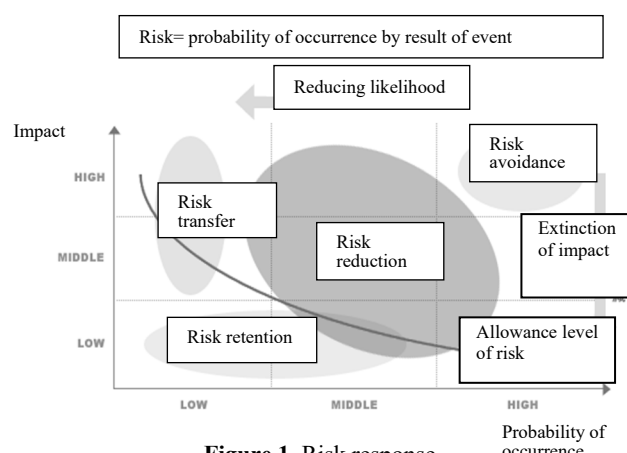 Risk= probability of occurrence by result of event
Reducing likelihood
Impact
Risk
avoidance
HIGH
Risk
transfer
Extinction
of impact
Risk
reduction
MIDDLE
Risk retention
Allowance level
of risk
LOW
LOW
MIDDLE
HIGH
Probability of
occurrence
Figure 1. Risk response